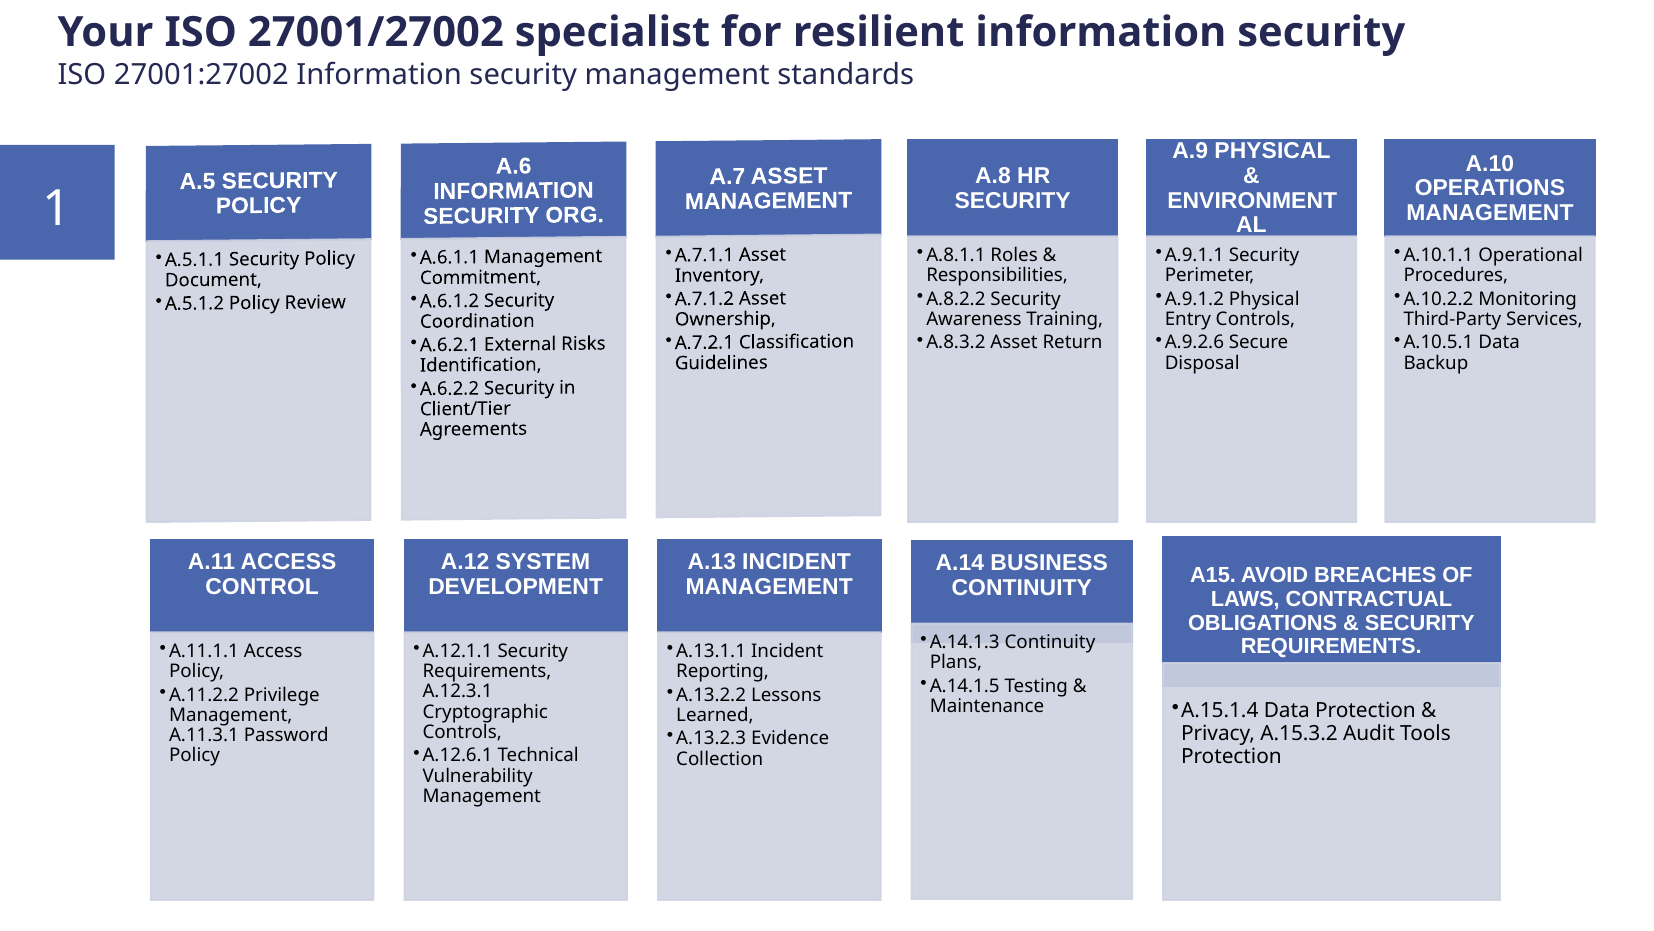 Your ISO 27001/27002 specialist for resilient information security
ISO 27001:27002 Information security management standards
1
A.5 SECURITY
POLICY
•A.5.1.1 Security Policy
Document,
•A.5.1.2 Policy Review
A.6
INFORMATION
SECURITY ORG.
•A.6.1.1 Management
Commitment,
•A.6.1.2 Security
Coordination
•A.6.2.1 External Risks
Identification,
•A.6.2.2 Security in
Client/Tier
Agreements
A.7 ASSET
MANAGEMENT
•A.7.1.1 Asset
Inventory,
•A.7.1.2 Asset
Ownership,
•A.7.2.1 Classification
Guidelines
A.8 HR
SECURITY
•A.8.1.1 Roles &
Responsibilities,
•A.8.2.2 Security
Awareness Training,
•A.8.3.2 Asset Return
A.9 PHYSICAL
&
ENVIRONMENT
AL
•A.9.1.1 Security
Perimeter,
•A.9.1.2 Physical
Entry Controls,
•A.9.2.6 Secure
Disposal
A.10
OPERATIONS
MANAGEMENT
•A.10.1.1 Operational
Procedures,
•A.10.2.2 Monitoring
Third-Party Services,
•A.10.5.1 Data
Backup
A.11 ACCESS
CONTROL
•A.11.1.1 Access
Policy,
•A.11.2.2 Privilege
Management,
A.11.3.1 Password
Policy
A.12 SYSTEM
DEVELOPMENT
•A.12.1.1 Security
Requirements,
A.12.3.1
Cryptographic
Controls,
•A.12.6.1 Technical
Vulnerability
Management
A.13 INCIDENT
MANAGEMENT
•A.13.1.1 Incident
Reporting,
•A.13.2.2 Lessons
Learned,
•A.13.2.3 Evidence
Collection
A.14 BUSINESS
CONTINUITY
•A.14.1.3 Continuity
Plans,
•A.14.1.5 Testing &
Maintenance
A15. AVOID BREACHES OF
LAWS, CONTRACTUAL
OBLIGATIONS & SECURITY
REQUIREMENTS.
•A.15.1.4 Data Protection &
Privacy, A.15.3.2 Audit Tools
Protection